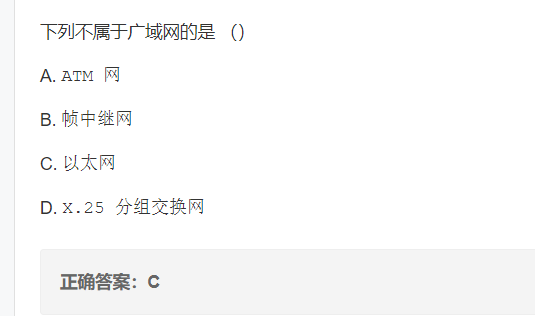 下列不属于广域网的是 （）
A. ATM 网
B. 帧中继网
C. 以太网
D. X.25 分组交换网
正确答案：C